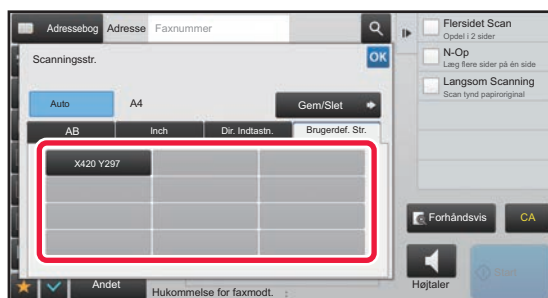 Adressebog Adresse Faxnummer
Scanningsstr.
OK
Auto A4 Gem/Slet
AB Inch Dir. Indtastn. Brugerdef. Str.
X420 Y297
Flersidet Scan
Opdel i 2 sider
N-Op
Læg flere sider på én side
Langsom Scanning
Scan tynd papiroriginal
Forhåndsvis CA
Andet
Hukommelse for faxmodt. :
Højtaler
Start